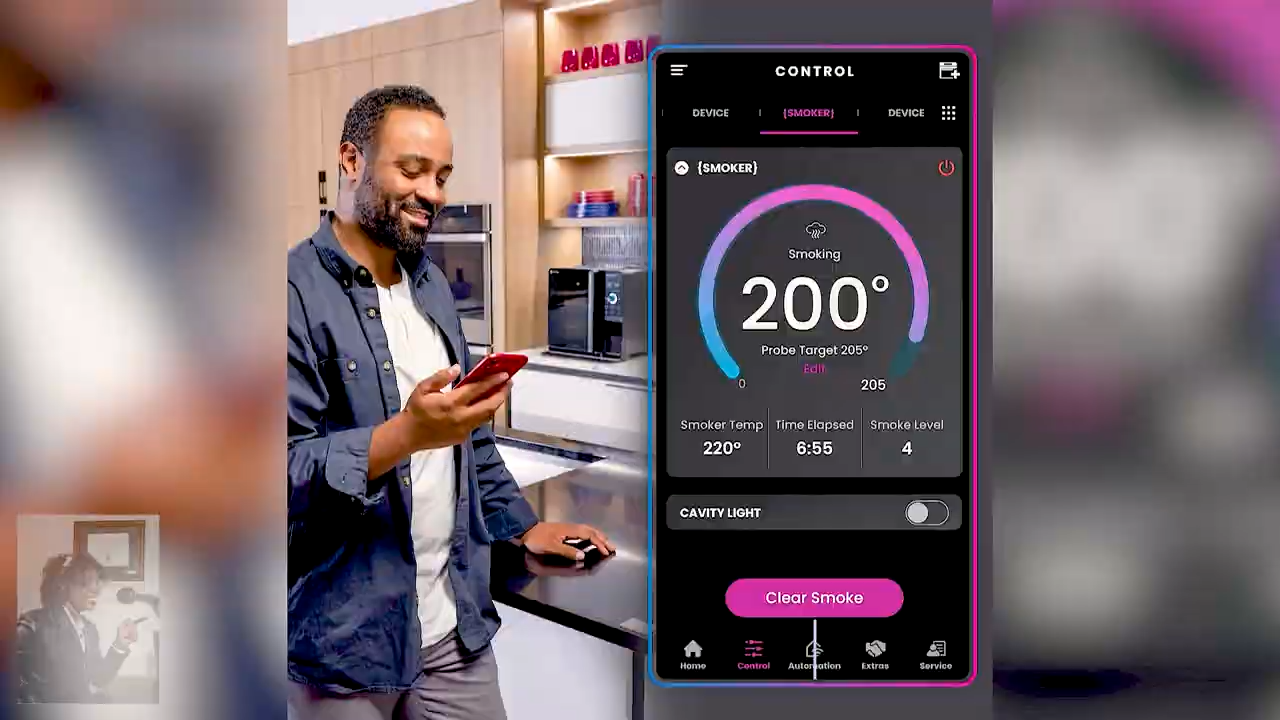 CONTROL
DEVICE {SMOKER} DEVICE
{SMOKER}
Smoking
200°
Probe Target 205°
Edit
0 205
Smoker Temp Time Elapsed Smoke Level
220° 6:55 4
CAVITY LIGHT
Clear Smoke
Home Control Automation Extras Service